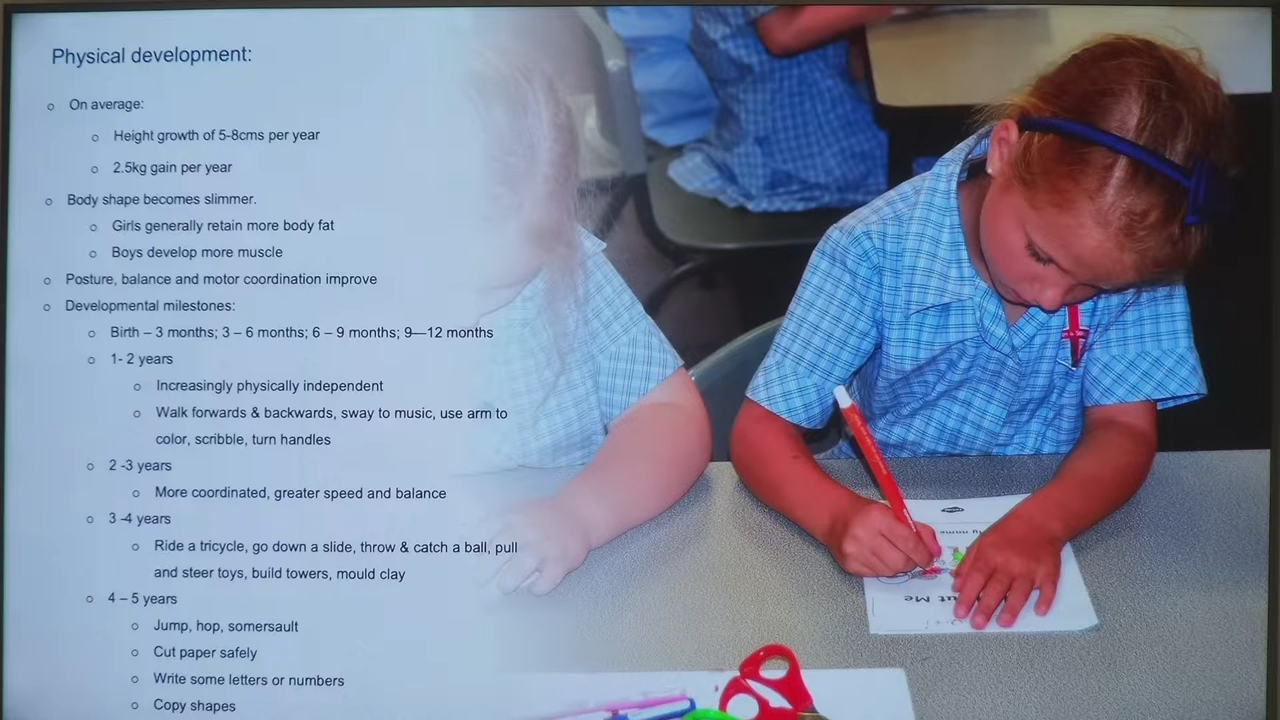 Physical development:
On average:
Height growth of 5-8cms per year
2.5kg gain per year
Body shape becomes slimmer.
Girls generally retain more body fat
Boys develop more muscle
Posture, balance and motor coordination improve
Developmental milestones:
Birth – 3 months; 3 – 6 months; 6 – 9 months; 9—12 months
1- 2 years
Increasingly physically independent
Walk forwards & backwards, sway to music, use arm to
color, scribble, turn handles
2 -3 years
More coordinated, greater speed and balance
3 -4 years
Ride a tricycle, go down a slide, throw & catch a ball, pull
and steer toys, build towers, mould clay
4 – 5 years
Jump, hop, somersault
Cut paper safely
Write some letters or numbers
Copy shapes
name
ut Me